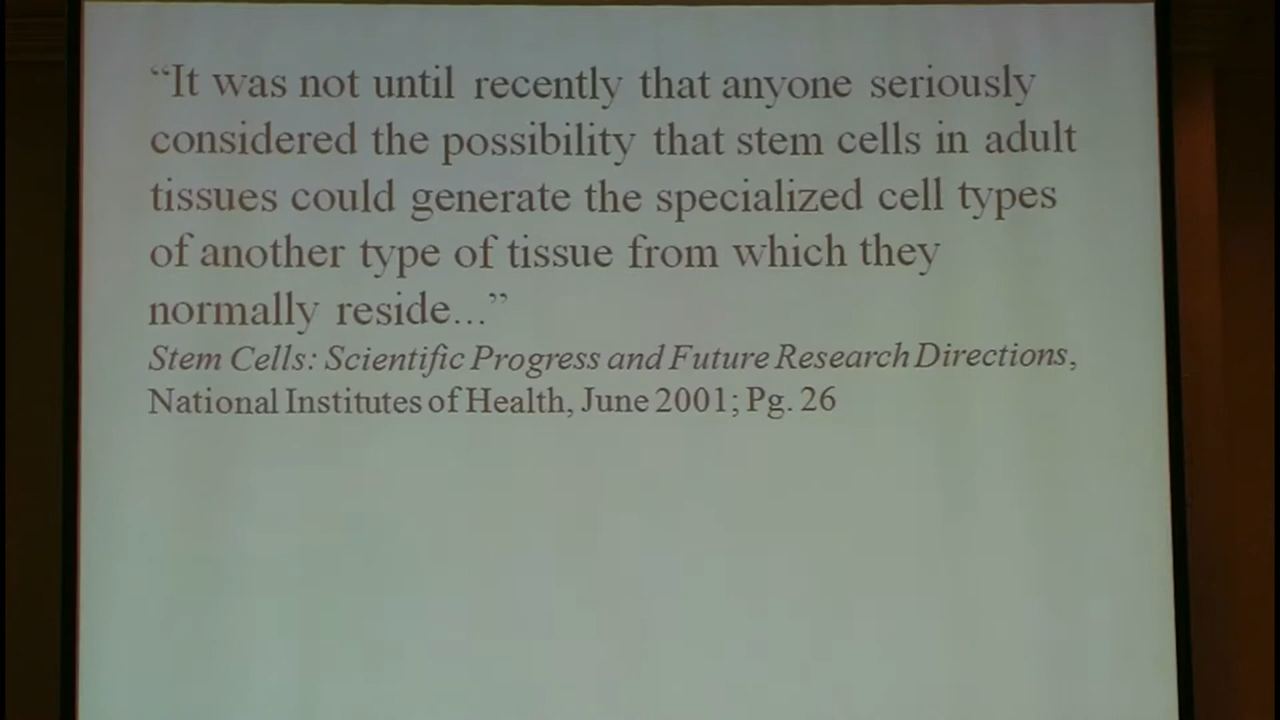 “It was not until recently that anyone seriously
considered the possibility that stem cells in adult
tissues could generate the specialized cell types
of another type of tissue from which they
normally reside...”
Stem Cells: Scientific Progress and Future Research Directions,
National Institutes of Health, June 2001; Pg. 26